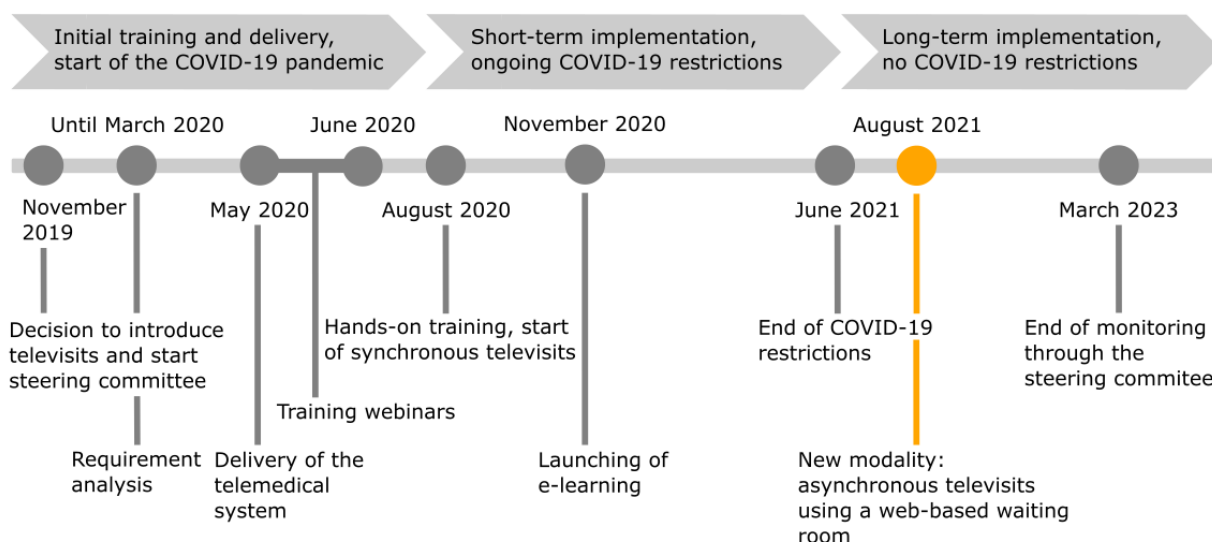 Initial training and delivery,
start of the COVID-19 pandemic
Short-term implementation,
ongoing COVID-19 restrictions
Long-term implementation,
no COVID-19 restrictions
Until March 2020
June 2020
November 2020
August 2021
November
2019
May 2020
August 2020
June 2021
March 2023
Decision to introduce
televisits and start
steering committee
Hands-on training, start
of synchronous televisits
End of COVID-19
restrictions
End of monitoring
through the
steering commitee
Training webinars
Requirement
analysis
Delivery of the
telemedical
system
Launching of
e-learning
New modality:
asynchronous televisits
using a web-based waiting
room